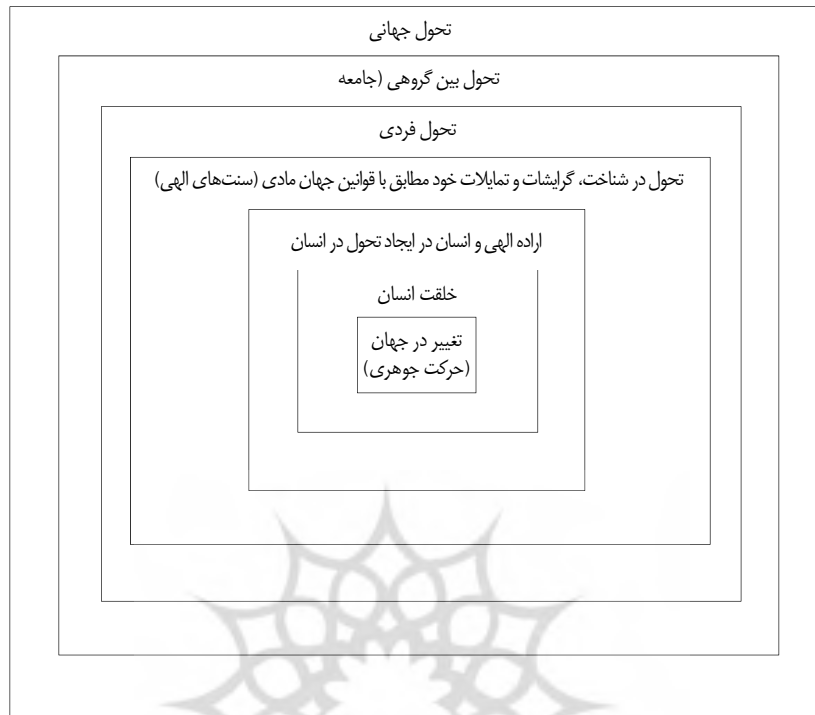 تحول جهانی
تحول بین گروهی (جامعه
تحول فردی
تحول در شناخت، گرایشات و تمایلات خود مطابق با قوانین جهان مادی (سنت‌های الهی)
اراده الهی و انسان در ایجاد تحول در انسان
خلقت انسان
تغییر در جهان
(حرکت جوهری)